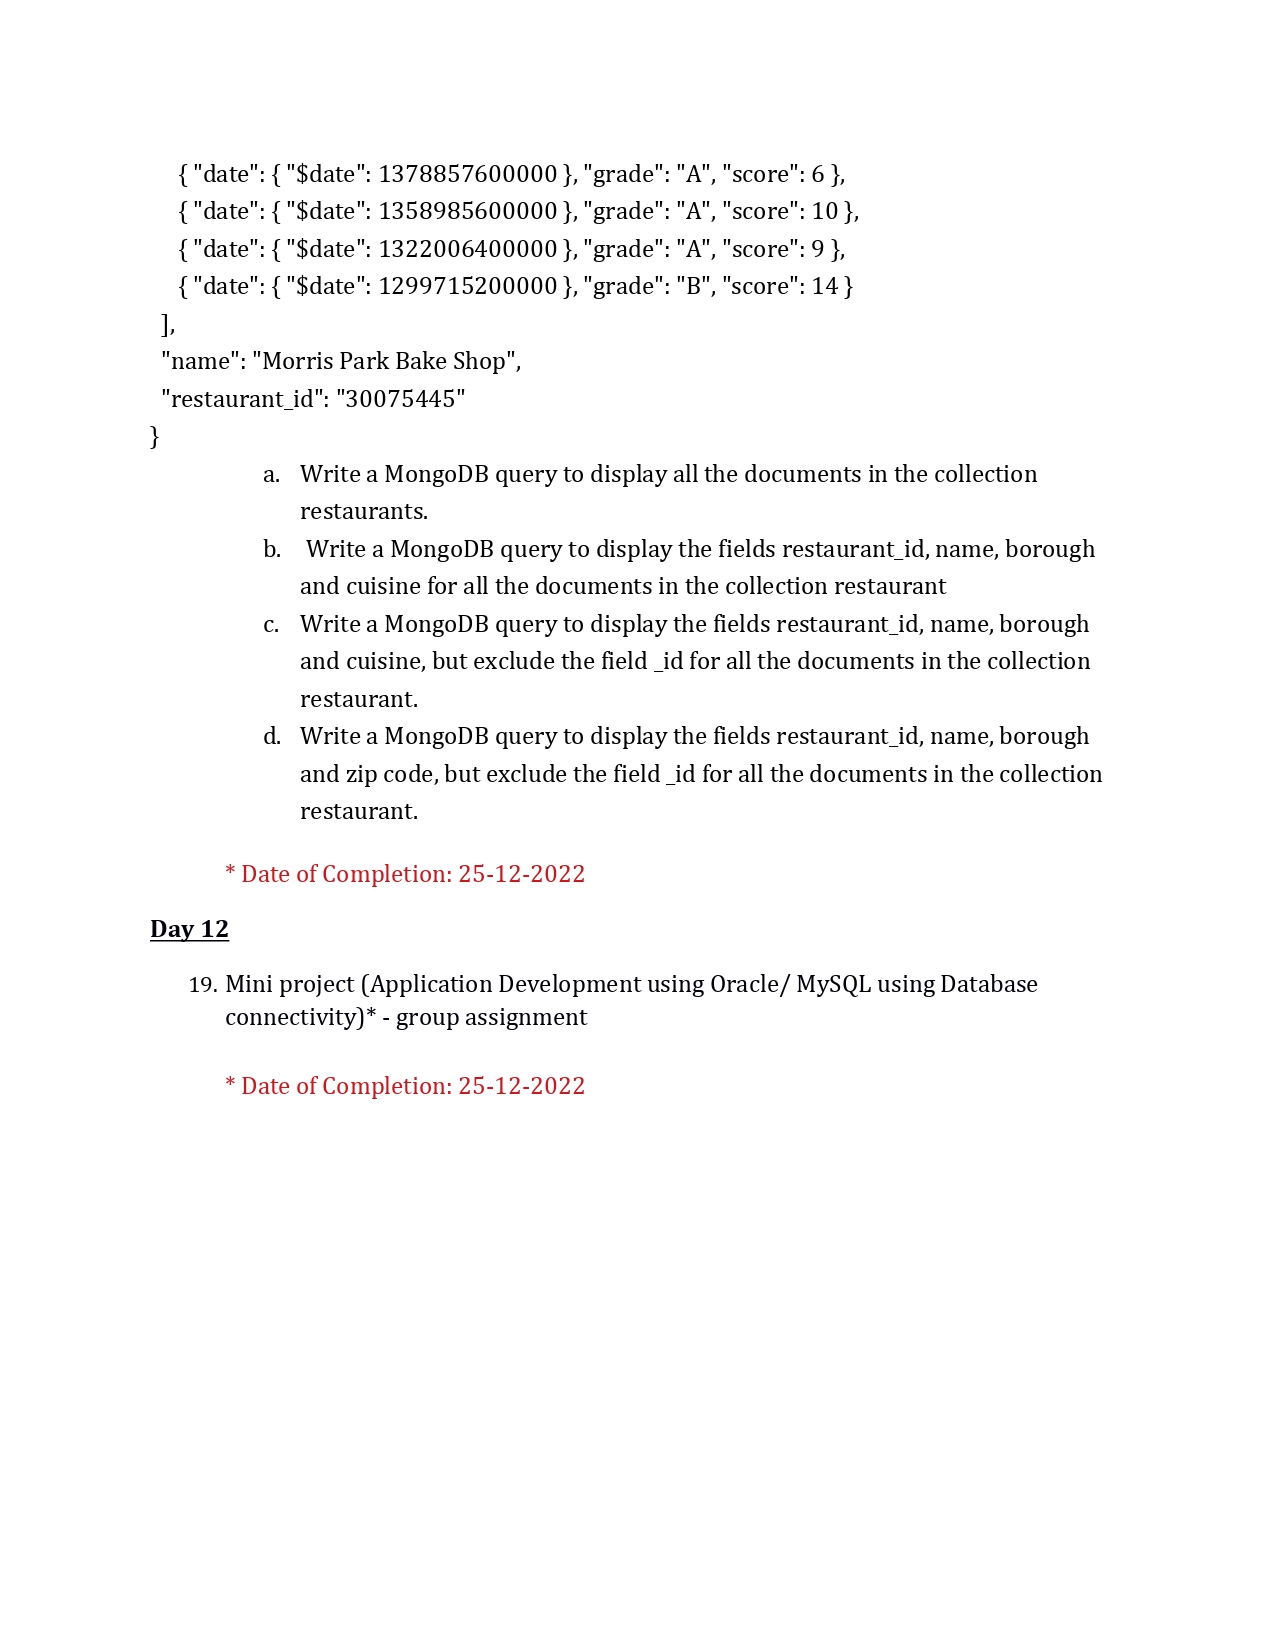 { "date": { "$date": 1378857600000 }, "grade": "A", "score": 6 },
{ "date": { "$date": 1358985600000 }, "grade": "A", "score": 10 },
{ "date": { "$date": 1322006400000 }, "grade": "A", "score": 9 },
{ "date": { "$date": 1299715200000 }, "grade": "B", "score": 14 }
],
"name": "Morris Park Bake Shop",
"restaurant_id": "30075445"
}
a. Write a MongoDB query to display all the documents in the collection
restaurants.
b. Write a MongoDB query to display the fields restaurant_id, name, borough
and cuisine for all the documents in the collection restaurant
c. Write a MongoDB query to display the fields restaurant_id, name, borough
and cuisine, but exclude the field _id for all the documents in the collection
restaurant.
d. Write a MongoDB query to display the fields restaurant_id, name, borough
and zip code, but exclude the field _id for all the documents in the collection
restaurant.
* Date of Completion: 25-12-2022
Day 12
19. Mini project (Application Development using Oracle/ MySQL using Database
connectivity)* - group assignment
* Date of Completion: 25-12-2022